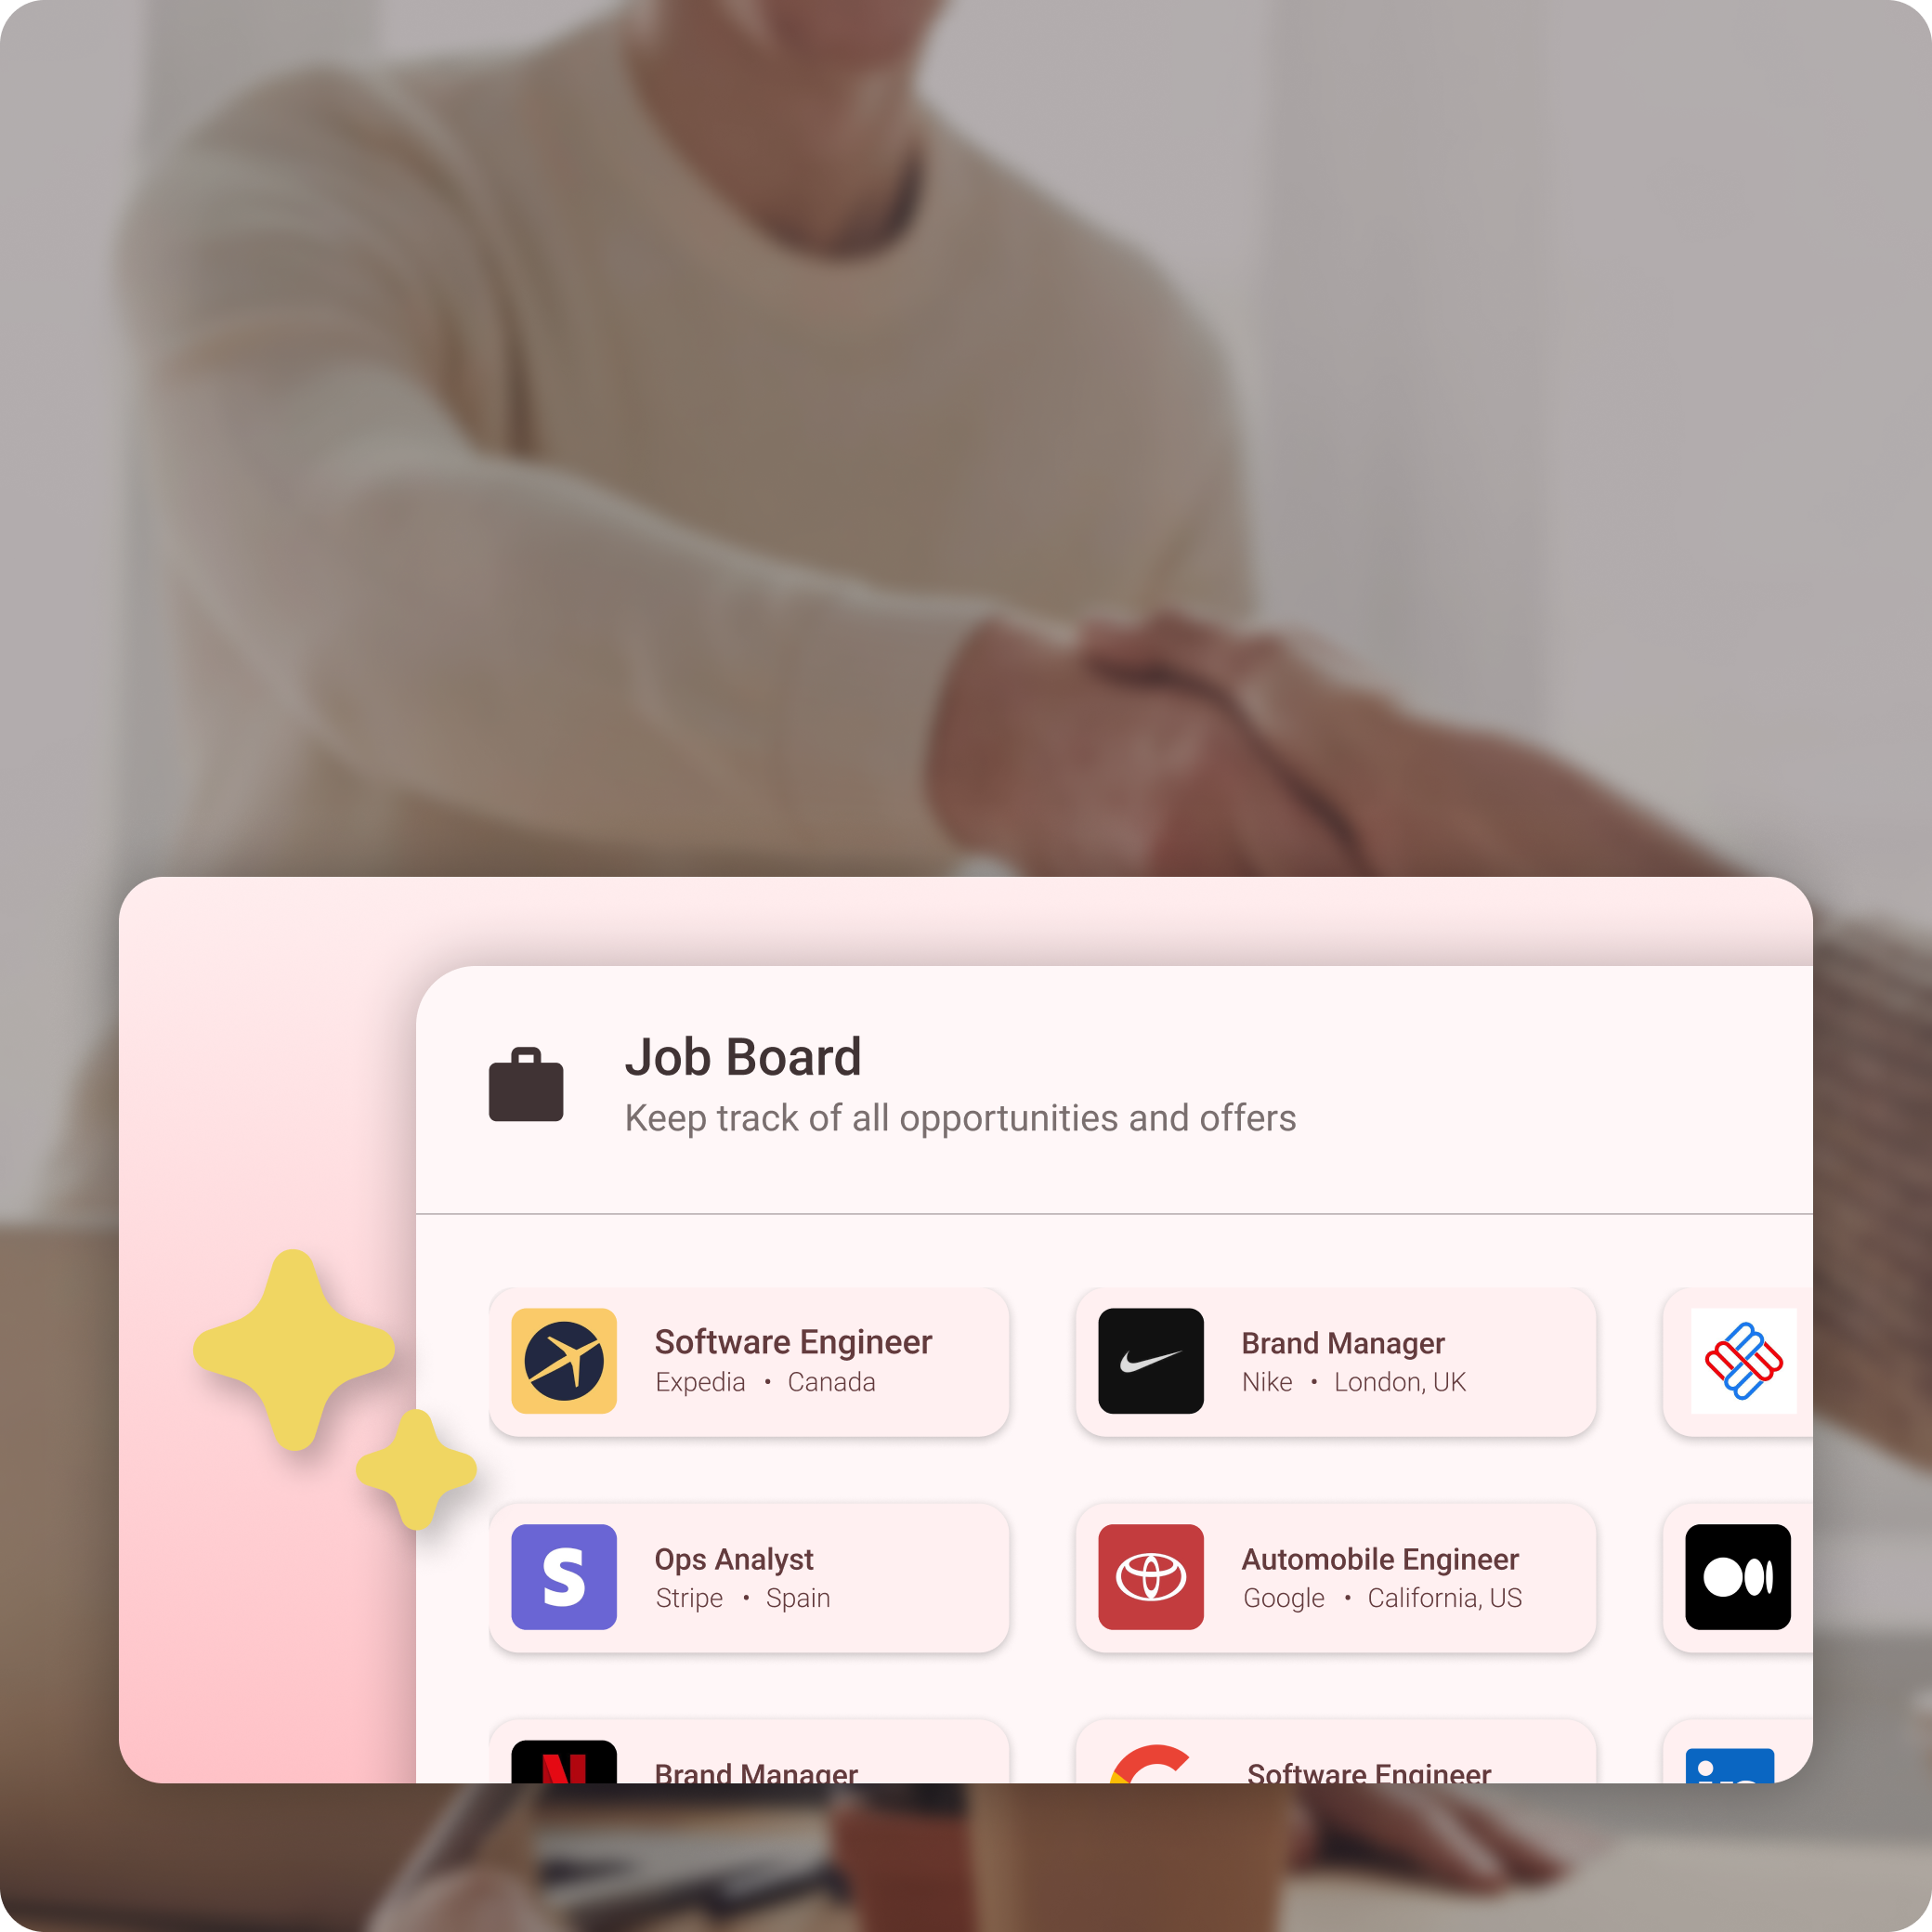 Job Board
Keep track of all opportunities and offers
Software Engineer
Expedia • Canada
Brand Manager
Nike • London, UK
S
Ops Analyst
Stripe • Spain
Automobile Engineer
Google • California, US
N
Brand Manager
Software Engineer
in